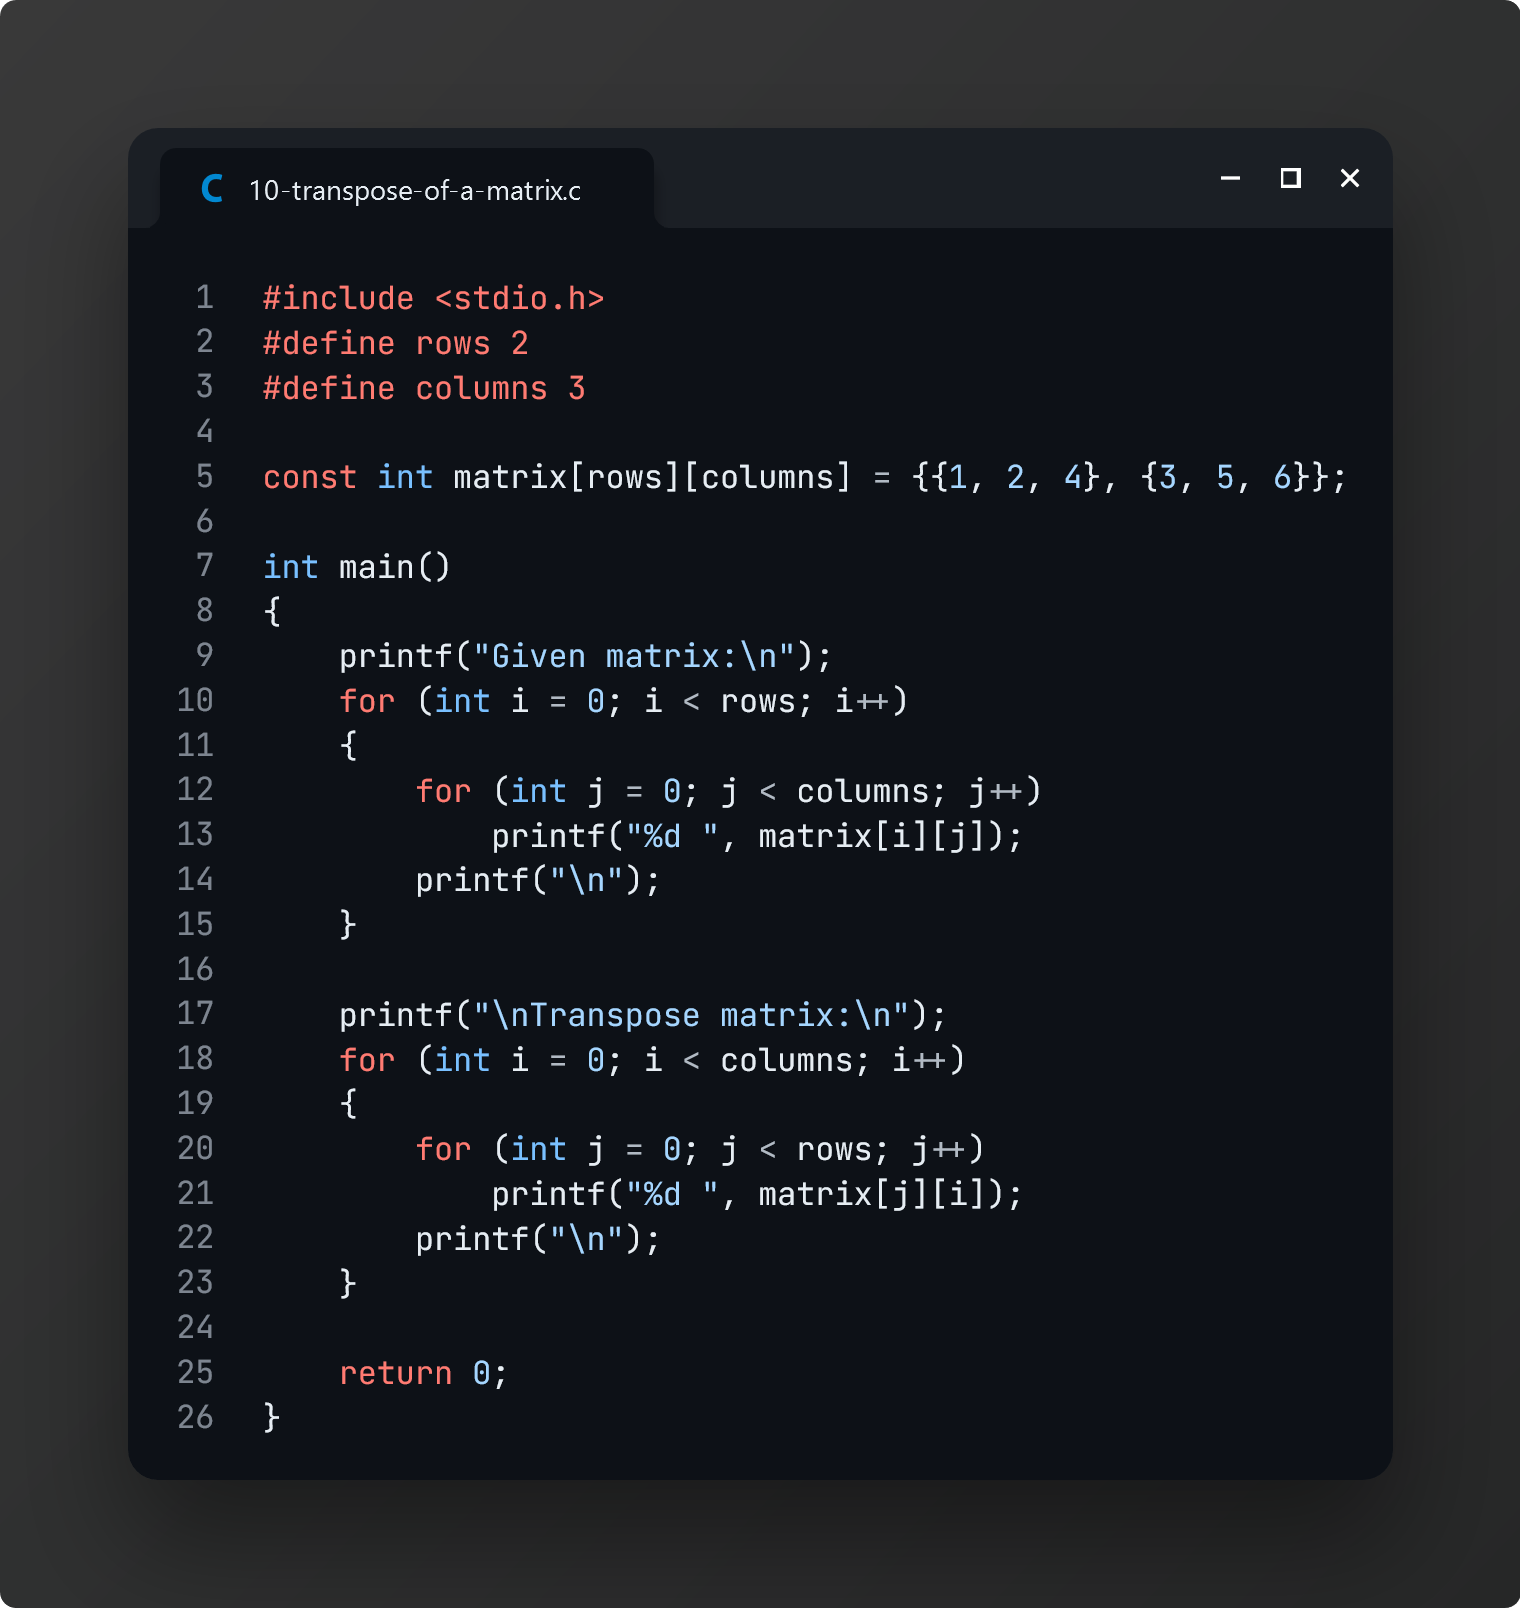 C 10-transpose-of-a-matrix.c
1 #include <stdio.h>
2 #define rows 2
3 #define columns 3
4
5 const int matrix[rows][columns] = {{1, 2, 4}, {3, 5, 6}};
6
7 int main()
8 {
9     printf("Given matrix:\n");
10     for (int i = 0; i < rows; i++)
11     {
12         for (int j = 0; j < columns; j++)
13             printf("%d ", matrix[i][j]);
14         printf("\n");
15     }
16
17     printf("\nTranspose matrix:\n");
18     for (int i = 0; i < columns; i++)
19     {
20         for (int j = 0; j < rows; j++)
21             printf("%d ", matrix[j][i]);
22         printf("\n");
23     }
24
25     return 0;
26 }